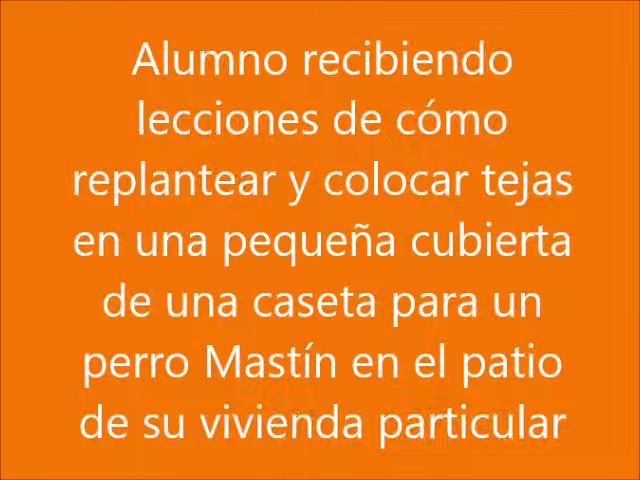 Alumno recibiendo
lecciones de cómo
replantear y colocar tejas
en una pequeña cubierta
de una caseta para un
perro Mastín en el patio
de su vivienda particular